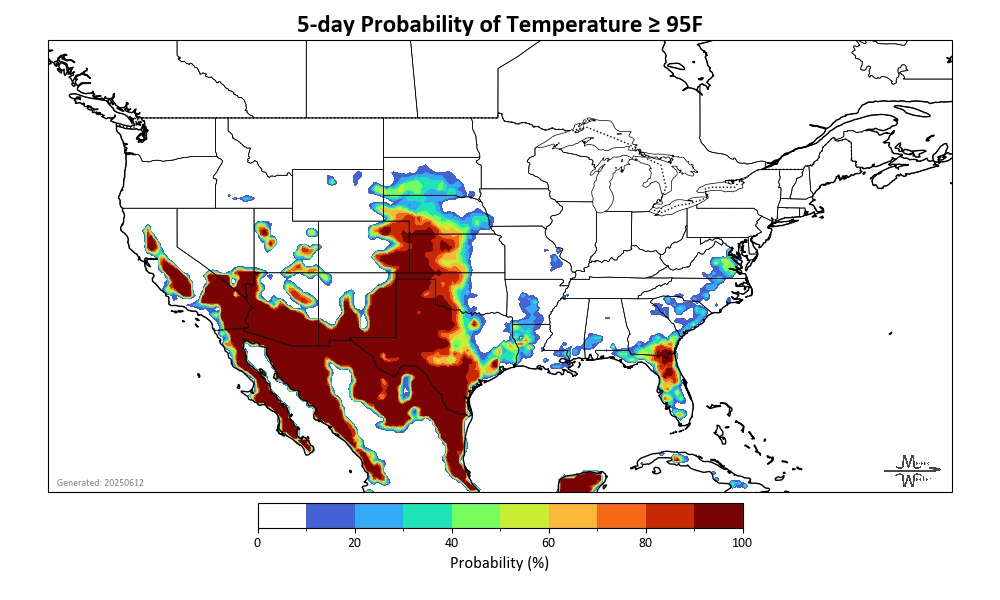 5-day Probability of Temperature ≥ 95F
Generated: 20250612
0 20 40 60 80 100
Probability (%)